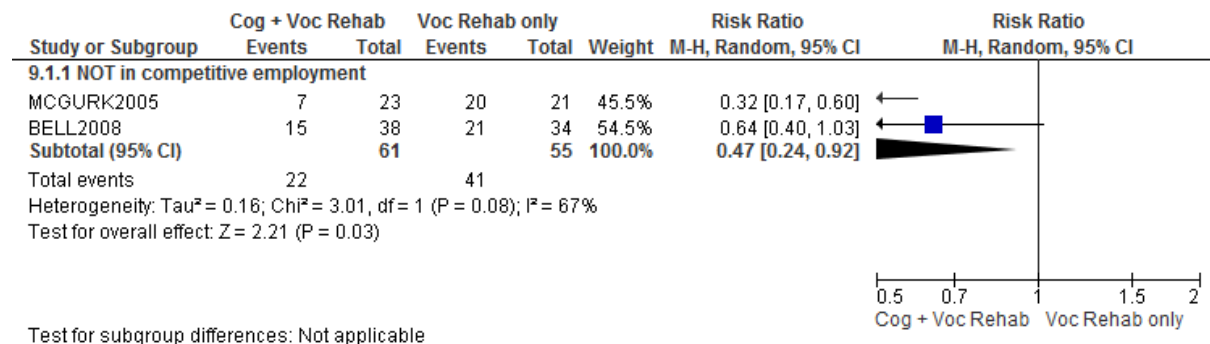 Cog + Voc Rehab Voc Rehab only Risk Ratio Risk Ratio
Study or Subgroup Events Total Events Total Weight M-H, Random, 95% CI M-H, Random, 95% CI
9.1.1 NOT in competitive employment
MCGURK2005 7 23 20 21 45.5% 0.32 [0.17, 0.60]
BELL2008 15 38 21 34 54.5% 0.64 [0.40, 1.03]
Subtotal (95% CI) 61 55 100.0% 0.47 [0.24, 0.92]
Total events 22 41
Heterogeneity: Tau² = 0.16; Chi² = 3.01, df = 1 (P = 0.08); I² = 67%
Test for overall effect: Z = 2.21 (P = 0.03)
0.5 0.7 1 1.5 2
Cog + Voc Rehab Voc Rehab only
Test for subgroup differences: Not applicable